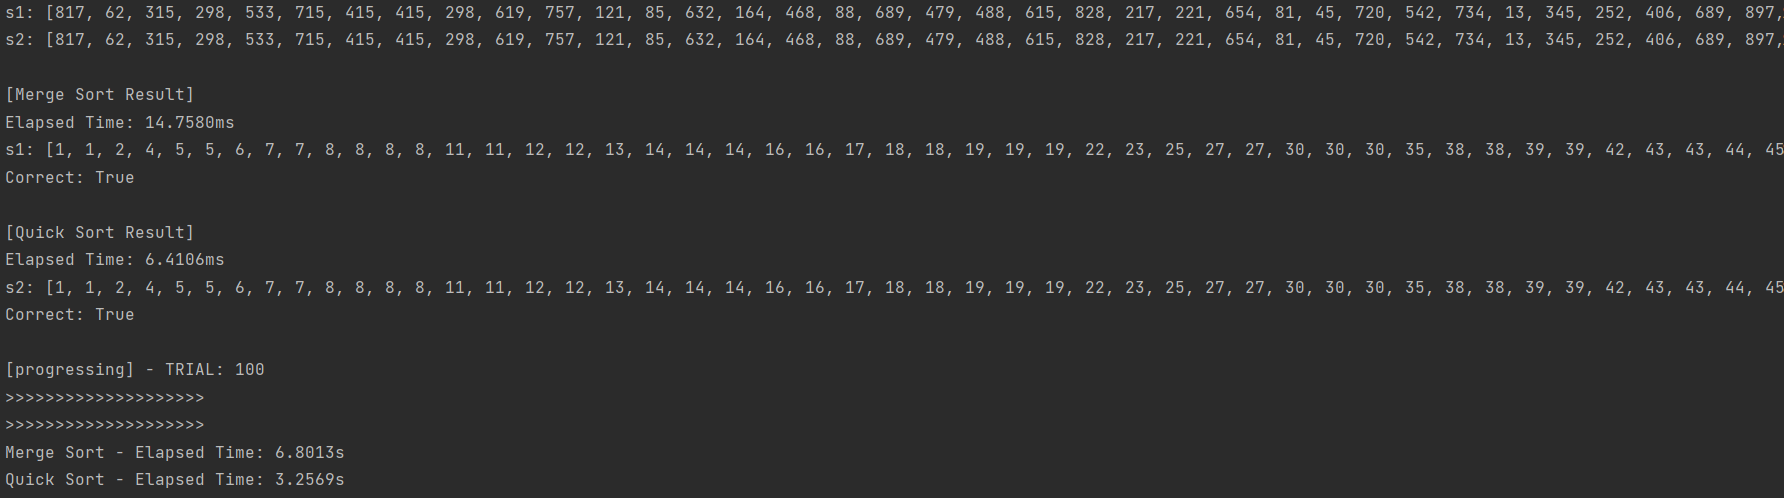 s1: [817, 62, 315, 298, 533, 715, 415, 415, 298, 619, 757, 121, 85, 632, 164, 468, 88, 689, 479, 488, 615, 828, 217, 221, 654, 81, 45, 720, 542, 734, 13, 345, 252, 406, 689, 897,
s2: [817, 62, 315, 298, 533, 715, 415, 415, 298, 619, 757, 121, 85, 632, 164, 468, 88, 689, 479, 488, 615, 828, 217, 221, 654, 81, 45, 720, 542, 734, 13, 345, 252, 406, 689, 897,
[Merge Sort Result]
Elapsed Time: 14.7580ms
s1: [1, 1, 2, 4, 5, 5, 6, 7, 7, 8, 8, 8, 8, 11, 11, 12, 12, 13, 14, 14, 14, 16, 16, 17, 18, 18, 19, 19, 19, 22, 23, 25, 27, 27, 30, 30, 30, 35, 38, 38, 39, 39, 42, 43, 43, 44, 45
Correct: True
[Quick Sort Result]
Elapsed Time: 6.4106ms
s2: [1, 1, 2, 4, 5, 5, 6, 7, 7, 8, 8, 8, 8, 11, 11, 12, 12, 13, 14, 14, 14, 16, 16, 17, 18, 18, 19, 19, 19, 22, 23, 25, 27, 27, 30, 30, 30, 35, 38, 38, 39, 39, 42, 43, 43, 44, 45
Correct: True
[progressing] - TRIAL: 100
>>>>>>>>>>>>>>>>>>>>
>>>>>>>>>>>>>>>>>>>>
Merge Sort - Elapsed Time: 6.8013s
Quick Sort - Elapsed Time: 3.2569s